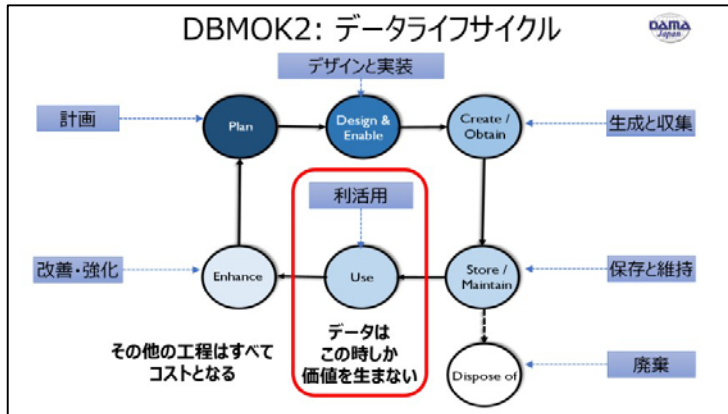 DBMOK2: データライフサイクル
DAMA
Japan
デザインと実装
計画
Plan
Design &
Enable
Create /
Obtain
生成と収集
利活用
改善・強化
Enhance
Use
Store /
Maintain
保存と維持
その他の工程はすべて
コストとなる
データは
この時しか
価値を生まない
Dispose of
廃棄